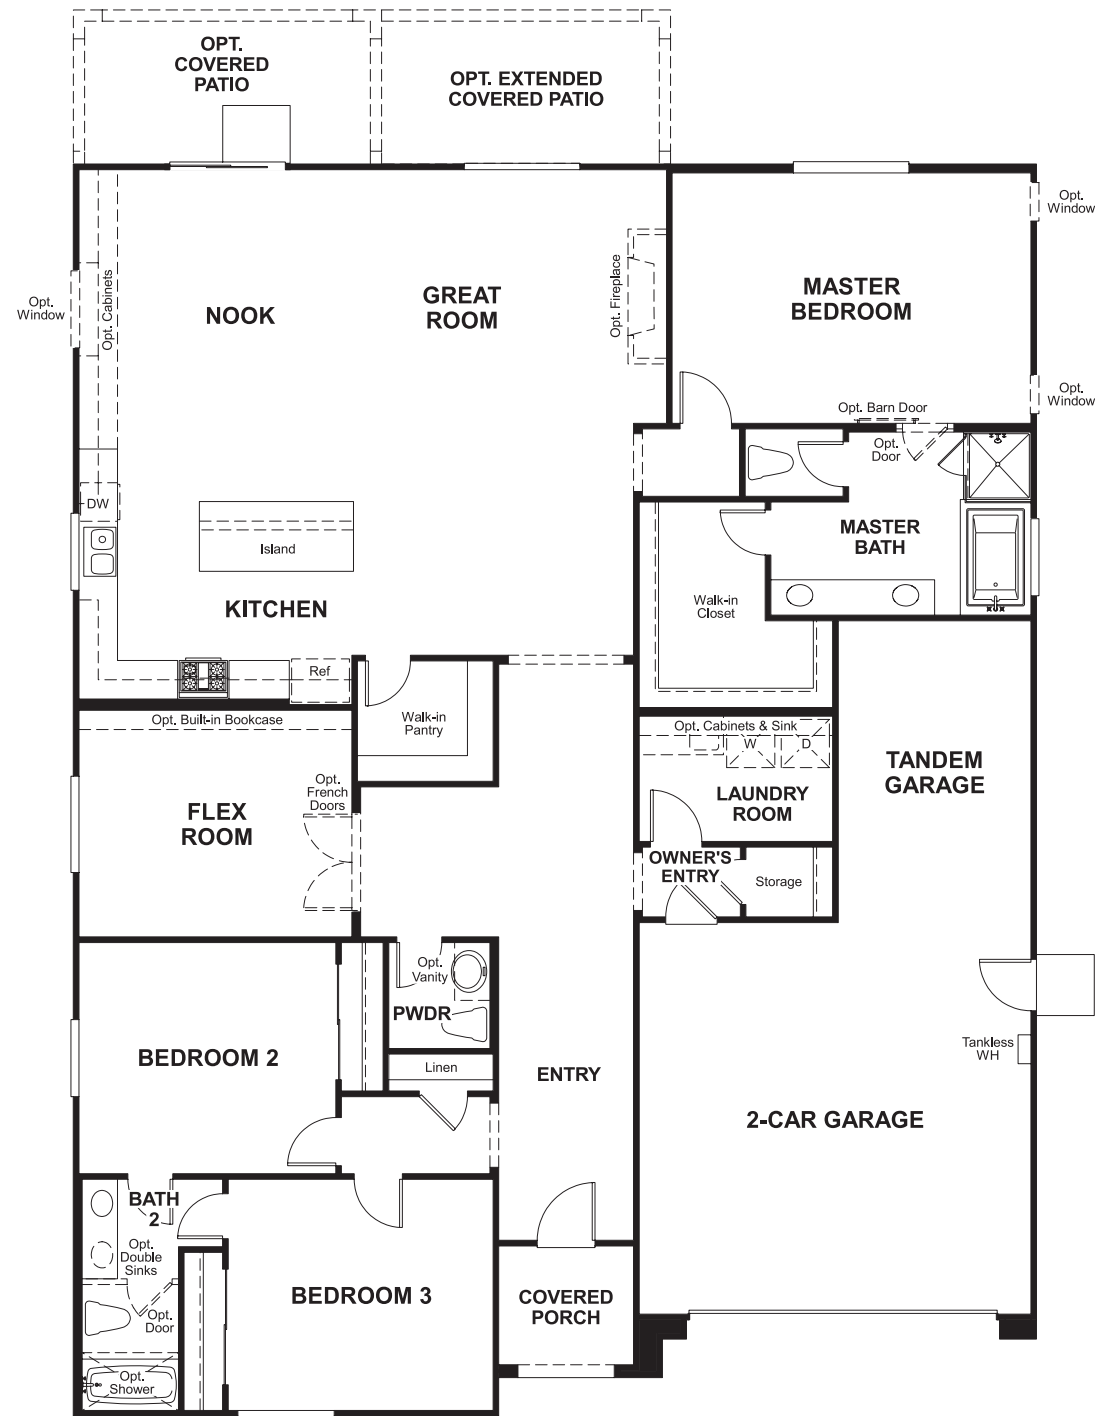 OPT.
COVERED
PATIO
OPT. EXTENDED
COVERED PATIO
Opt.
Window
Opt.
Window
Opt. Cabinets
NOOK
GREAT
ROOM
Opt. Fireplace
MASTER
BEDROOM
Opt.
Window
Opt. Barn Door
Opt.
Door
DW
Island
MASTER
BATH
KITCHEN
Walk-in
Closet
Ref
Opt. Built-in Bookcase
Walk-in
Pantry
Opt. Cabinets & Sink
W
D
TANDEM
GARAGE
Opt.
French
Doors
FLEX
ROOM
LAUNDRY
ROOM
OWNER'S
ENTRY
Storage
Opt.
Vanity
PWDR
Tankless
WH
BEDROOM 2
Linen
ENTRY
2-CAR GARAGE
BATH
2
Opt.
Double
Sinks
BEDROOM 3
COVERED
PORCH
Opt.
Door
Opt.
Shower